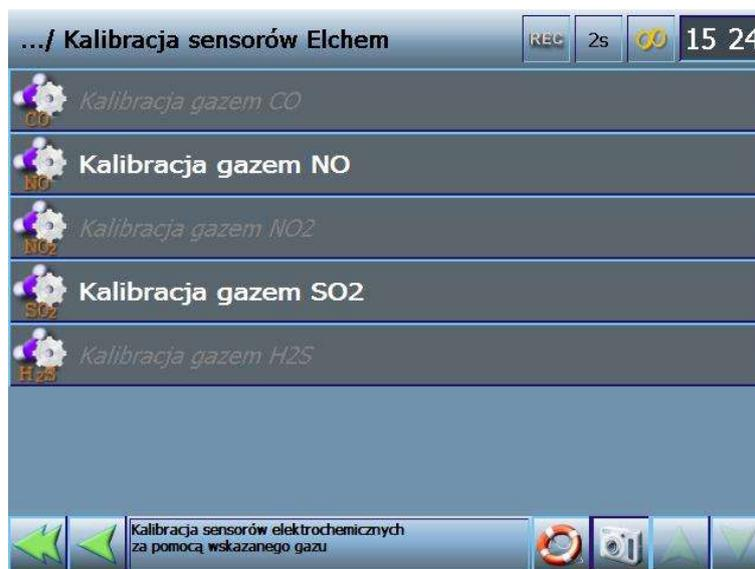 .../ Kalibracja sensorów Elchem
REC
2s
15 24
CO
Kalibracja gazem CO
NO
Kalibracja gazem NO
NO2
Kalibracja gazem NO2
SO2
Kalibracja gazem SO2
H2S
Kalibracja gazem H2S
Kalibracja sensorów elektrochemicznych
za pomocą wskazanego gazu